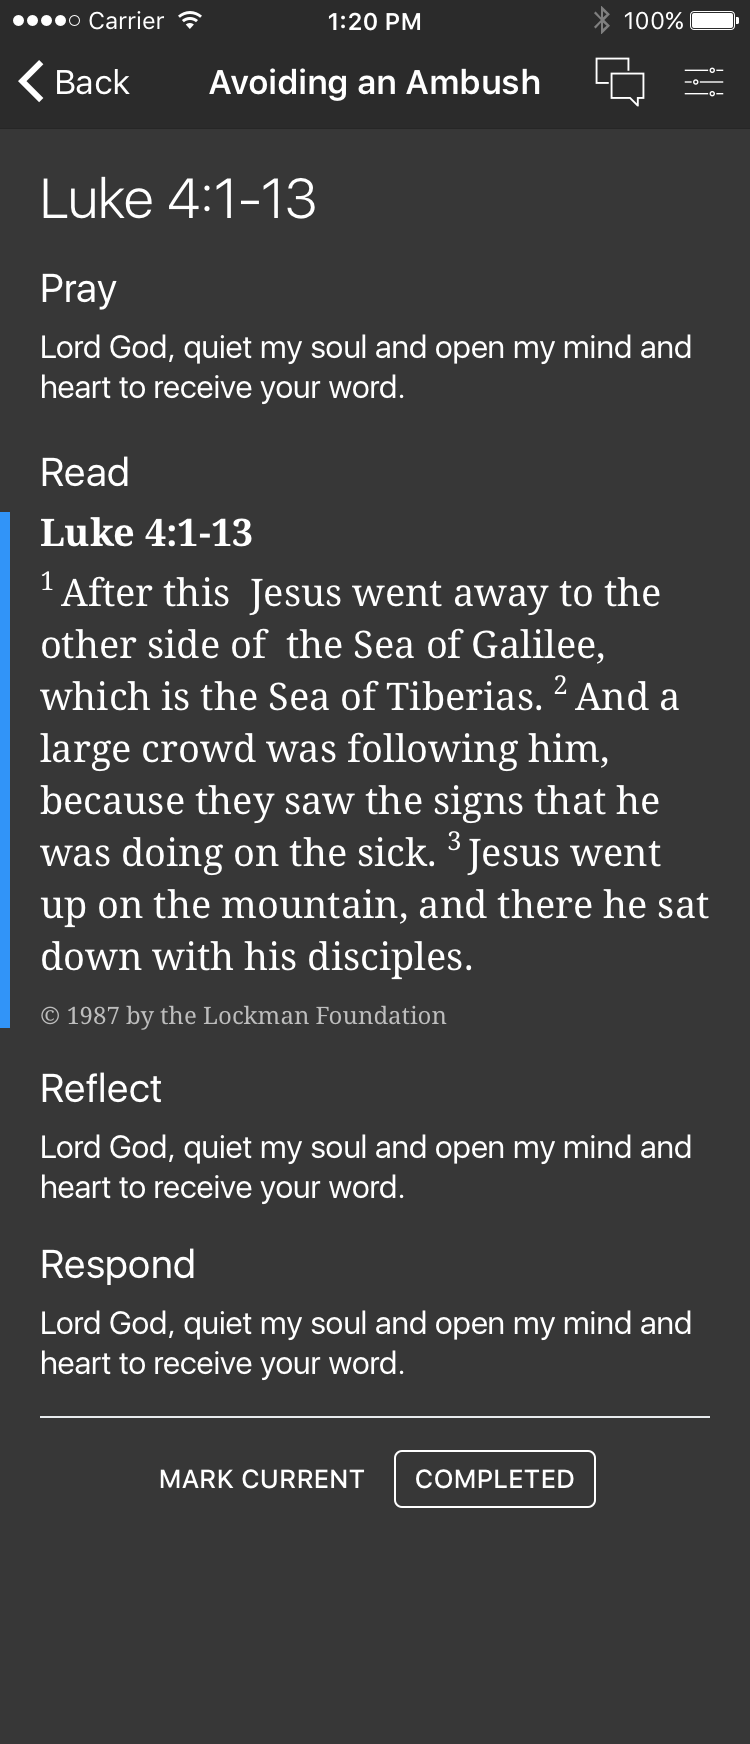 Carrier 1:20 PM 100%
Back Avoiding an Ambush
Luke 4:1-13
Pray
Lord God, quiet my soul and open my mind and
heart to receive your word.
Read
Luke 4:1-13
1 After this Jesus went away to the
other side of the Sea of Galilee,
which is the Sea of Tiberias. 2 And a
large crowd was following him,
because they saw the signs that he
was doing on the sick. 3 Jesus went
up on the mountain, and there he sat
down with his disciples.
© 1987 by the Lockman Foundation
Reflect
Lord God, quiet my soul and open my mind and
heart to receive your word.
Respond
Lord God, quiet my soul and open my mind and
heart to receive your word.
MARK CURRENT COMPLETED